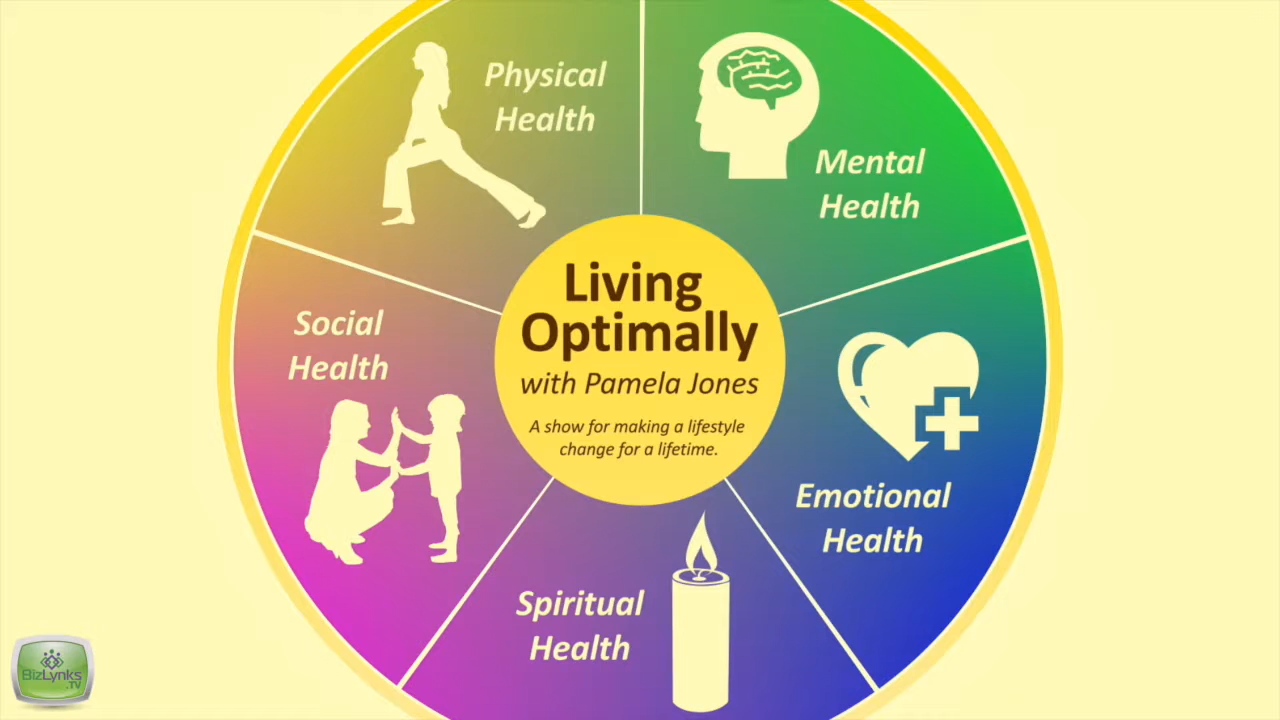 Physical
Health
Mental
Health
Living
Optimally
with Pamela Jones
A show for making a lifestyle
change for a lifetime.
Social
Health
Emotional
Health
Spiritual
Health
BizLynks
.TV